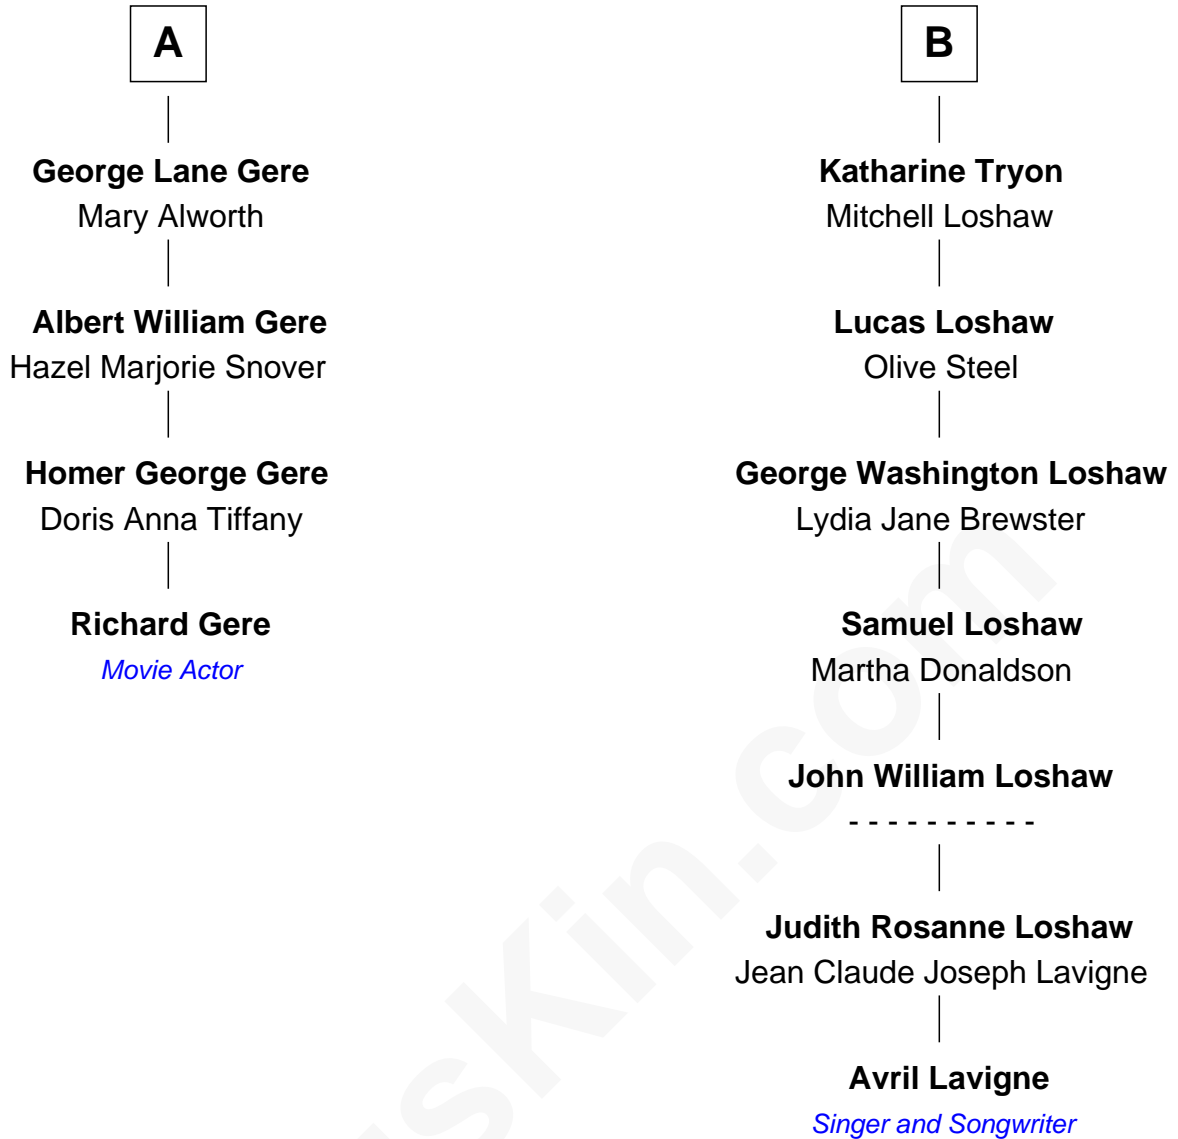 A
George Lane Gere
Mary Alworth
Albert William Gere
Hazel Marjorie Snover
Homer George Gere
Doris Anna Tiffany
Richard Gere
Movie Actor
B
Katharine Tryon
Mitchell Loshaw
Lucas Loshaw
Olive Steel
George Washington Loshaw
Lydia Jane Brewster
Samuel Loshaw
Martha Donaldson
John William Loshaw
- - - - - - - - - -
Judith Rosanne Loshaw
Jean Claude Joseph Lavigne
Avril Lavigne
Singer and Songwriter
sKin.com